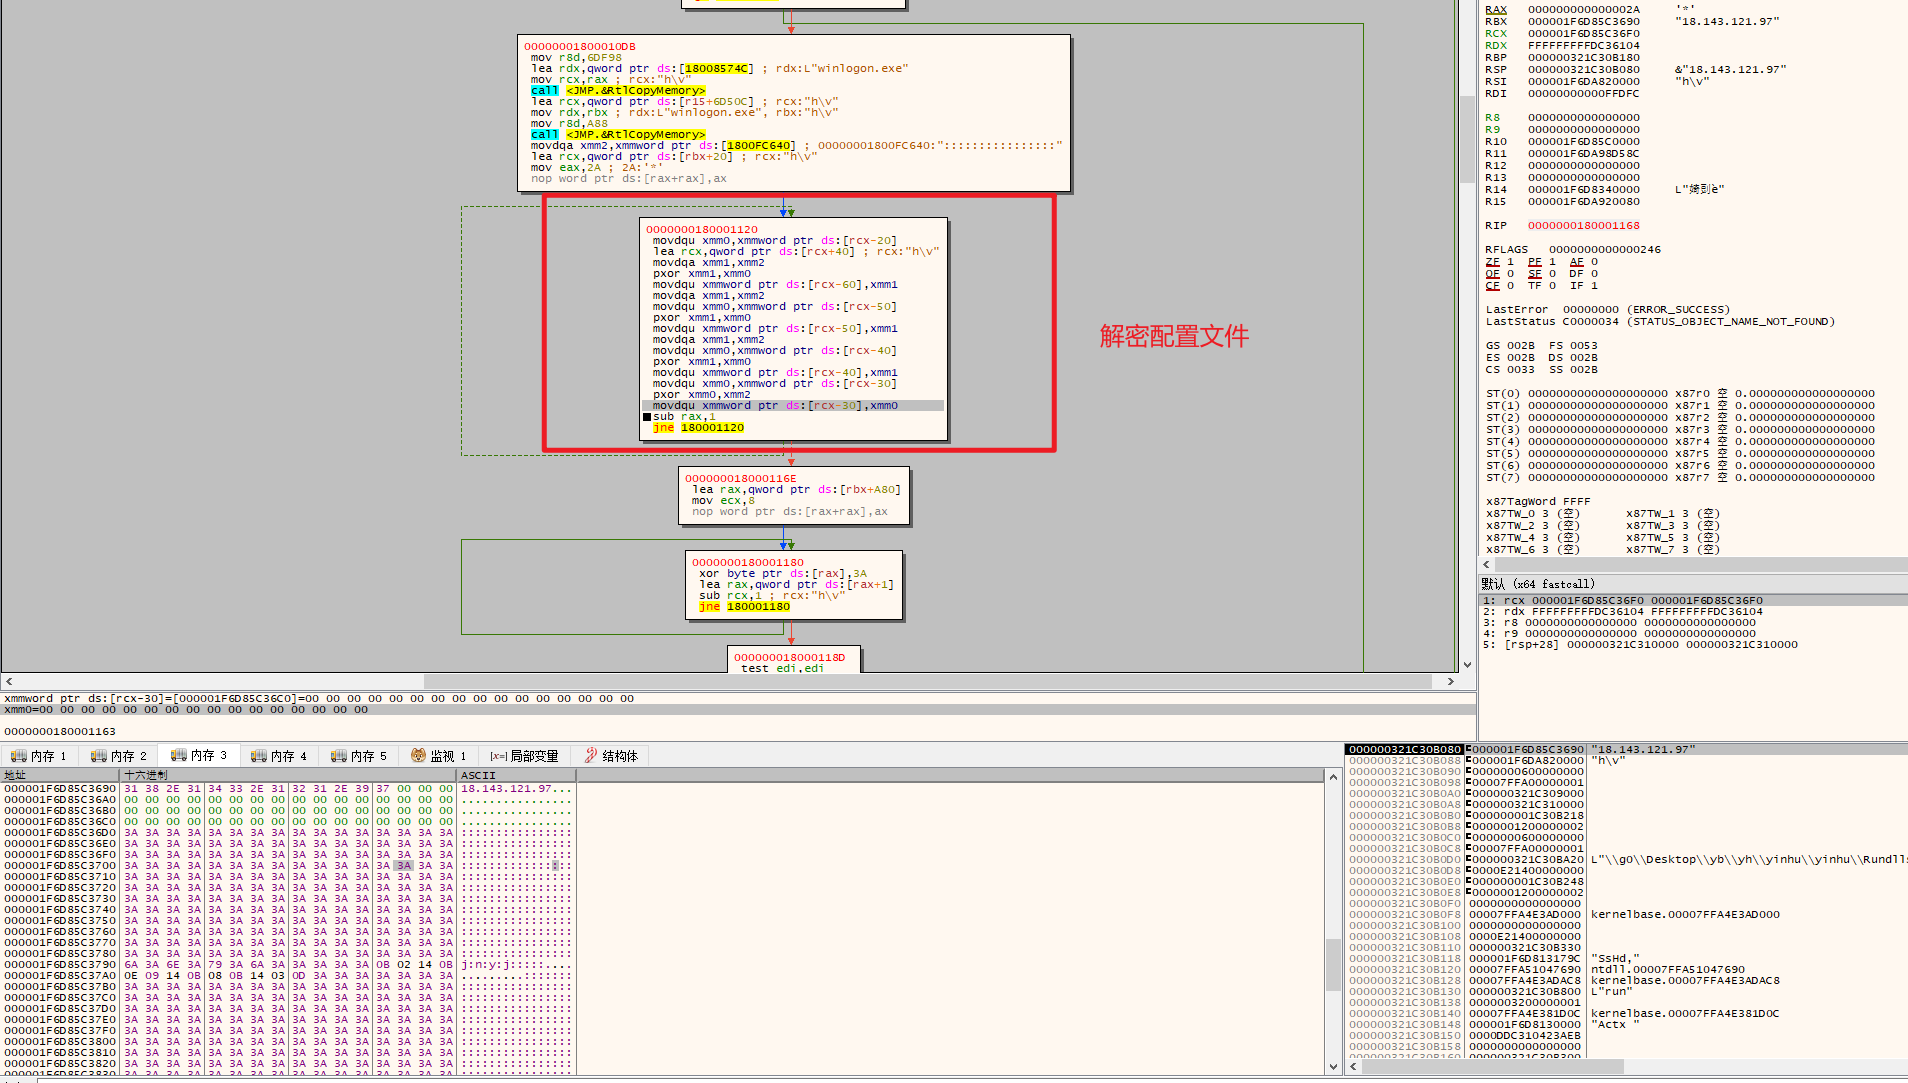 00000001800010DB
mov r8d,6DF98
lea rdx,qword ptr ds:[18008574C] ; rdx:L"winlogon.exe"
mov rcx,rax ; rcx:"h\v"
call <JMP.&RtlCopyMemory>
lea rcx,qword ptr ds:[r15+6D50C] ; rcx:"h\v"
mov rdx,rbx ; rdx:L"winlogon.exe", rbx:"h\v"
mov r8d,A88
call <JMP.&RtlCopyMemory>
movdqa xmm2,xmmword ptr ds:[1800FC640] ; 00000001800FC640:"::::::::::::::::"
lea rcx,qword ptr ds:[rbx+20] ; rcx:"h\v"
mov eax,2A ; 2A:'*'
nop word ptr ds:[rax+rax],ax
0000000180001120
movdqu xmm0,xmmword ptr ds:[rcx-20]
lea rcx,qword ptr ds:[rcx+40] ; rcx:"h\v"
movdqa xmm1,xmm2
pxor xmm1,xmm0
movdqu xmmword ptr ds:[rcx-60],xmm1
movdqa xmm1,xmm2
movdqu xmm0,xmmword ptr ds:[rcx-50]
pxor xmm1,xmm0
movdqu xmmword ptr ds:[rcx-50],xmm1
movdqa xmm1,xmm2
movdqu xmm0,xmmword ptr ds:[rcx-40]
pxor xmm1,xmm0
movdqu xmmword ptr ds:[rcx-40],xmm1
movdqu xmm0,xmmword ptr ds:[rcx-30]
pxor xmm0,xmm2
movdqu xmmword ptr ds:[rcx-30],xmm0
sub rax,1
jne 180001120
解密配置文件
000000018000116E
lea rax,qword ptr ds:[rbx+A80]
mov ecx,8
nop word ptr ds:[rax+rax],ax
0000000180001180
xor byte ptr ds:[rax],3A
lea rax,qword ptr ds:[rax+1]
sub rcx,1 ; rcx:"h\v"
jne 180001180
000000018000118D
test edi,edi
RAX 000000000000002A '*'
RBX 000001F6D85C3690 "18.143.121.97"
RCX 000001F6D85C36F0
RDX FFFFFFFFFDC36104
RBP 000000321C30B180
RSP 000000321C30B080 &"18.143.121.97"
RSI 000001F6DA820000 "h\v"
RDI 00000000000FFDFC
R8 0000000000000000
R9 0000000000000000
R10 000001F6D85C0000
R11 000001F6DA98D58C
R12 0000000000000000
R13 0000000000000000
R14 000001F6D8340000
R15 000001F6DA920080
RIP 0000000180001168
RFLAGS 0000000000000246
ZF 1 PF 1 AF 0
OF 0 SF 0 DF 0
CF 0 TF 0 IF 1
LastError 00000000 (ERROR_SUCCESS)
LastStatus C0000034 (STATUS_OBJECT_NAME_NOT_FOUND)
GS 002B FS 0053
ES 002B DS 002B
CS 0033 SS 002B
ST(0) 00000000000000000000 x87r0 空 0.00000000000000000000
ST(1) 00000000000000000000 x87r1 空 0.00000000000000000000
ST(2) 00000000000000000000 x87r2 空 0.00000000000000000000
ST(3) 00000000000000000000 x87r3 空 0.00000000000000000000
ST(4) 00000000000000000000 x87r4 空 0.00000000000000000000
ST(5) 00000000000000000000 x87r5 空 0.00000000000000000000
ST(6) 00000000000000000000 x87r6 空 0.00000000000000000000
ST(7) 00000000000000000000 x87r7 空 0.00000000000000000000
x87TagWord FFFF
x87TW_0 3 (空) x87TW_1 3 (空)
x87TW_2 3 (空) x87TW_3 3 (空)
x87TW_4 3 (空) x87TW_5 3 (空)
x87TW_6 3 (空) x87TW_7 3 (空)
默认 (x64 fastcall)
1: rcx 000001F6D85C36F0 000001F6D85C36F0
2: rdx FFFFFFFFFDC36104 FFFFFFFFFDC36104
3: r8 0000000000000000 0000000000000000
4: r9 0000000000000000 0000000000000000
5: [rsp+28] 000000321C310000 000000321C310000
xmmword ptr ds:[rcx-30]=[000001F6D85C36C0]=00 00 00 00 00 00 00 00 00 00 00 00 00 00 00 00
xmm0=00 00 00 00 00 00 00 00 00 00 00 00 00 00 00 00
0000000180001163
内存 1 内存 2 内存 3 内存 4 内存 5 监视 1 [x=] 局部变量 结构体
地址 十六进制 ASCII
000001F6D85C3690 31 38 2E 31 34 33 2E 31 32 31 2E 39 37 00 00 00 18.143.121.97...
000001F6D85C36A0 00 00 00 00 00 00 00 00 00 00 00 00 00 00 00 00 ................
000001F6D85C36B0 00 00 00 00 00 00 00 00 00 00 00 00 00 00 00 00 ................
000001F6D85C36C0 00 00 00 00 00 00 00 00 00 00 00 00 00 00 00 00 ................
000001F6D85C36D0 3A 3A 3A 3A 3A 3A 3A 3A 3A 3A 3A 3A 3A 3A 3A 3A ::::::::::::::::
000001F6D85C36E0 3A 3A 3A 3A 3A 3A 3A 3A 3A 3A 3A 3A 3A 3A 3A 3A ::::::::::::::::
000001F6D85C36F0 3A 3A 3A 3A 3A 3A 3A 3A 3A 3A 3A 3A 3A 3A 3A 3A ::::::::::::::::
000001F6D85C3700 3A 3A 3A 3A 3A 3A 3A 3A 3A 3A 3A 3A 3A 3A 3A 3A ::::::::::::::::
000001F6D85C3710 3A 3A 3A 3A 3A 3A 3A 3A 3A 3A 3A 3A 3A 3A 3A 3A ::::::::::::::::
000001F6D85C3720 3A 3A 3A 3A 3A 3A 3A 3A 3A 3A 3A 3A 3A 3A 3A 3A ::::::::::::::::
000001F6D85C3730 3A 3A 3A 3A 3A 3A 3A 3A 3A 3A 3A 3A 3A 3A 3A 3A ::::::::::::::::
000001F6D85C3740 3A 3A 3A 3A 3A 3A 3A 3A 3A 3A 3A 3A 3A 3A 3A 3A ::::::::::::::::
000001F6D85C3750 3A 3A 3A 3A 3A 3A 3A 3A 3A 3A 3A 3A 3A 3A 3A 3A ::::::::::::::::
000001F6D85C3760 3A 3A 3A 3A 3A 3A 3A 3A 3A 3A 3A 3A 3A 3A 3A 3A ::::::::::::::::
000001F6D85C3770 3A 3A 3A 3A 3A 3A 3A 3A 3A 3A 3A 3A 3A 3A 3A 3A ::::::::::::::::
000001F6D85C3780 3A 3A 3A 3A 3A 3A 3A 3A 3A 3A 3A 3A 3A 3A 3A 3A ::::::::::::::::
000001F6D85C3790 6A 3A 6E 3A 79 3A 6A 3A 3A 3A 3A 3A 0B 02 14 0B j:n:y:j:::::....
000001F6D85C37A0 0E 09 14 0B 08 0B 14 03 0D 3A 3A 3A 3A 3A 3A 3A .........:::::::
000001F6D85C37B0 3A 3A 3A 3A 3A 3A 3A 3A 3A 3A 3A 3A 3A 3A 3A 3A ::::::::::::::::
000001F6D85C37C0 3A 3A 3A 3A 3A 3A 3A 3A 3A 3A 3A 3A 3A 3A 3A 3A ::::::::::::::::
000001F6D85C37D0 3A 3A 3A 3A 3A 3A 3A 3A 3A 3A 3A 3A 3A 3A 3A 3A ::::::::::::::::
000001F6D85C37E0 3A 3A 3A 3A 3A 3A 3A 3A 3A 3A 3A 3A 3A 3A 3A 3A ::::::::::::::::
000001F6D85C37F0 3A 3A 3A 3A 3A 3A 3A 3A 3A 3A 3A 3A 3A 3A 3A 3A ::::::::::::::::
000001F6D85C3800 3A 3A 3A 3A 3A 3A 3A 3A 3A 3A 3A 3A 3A 3A 3A 3A ::::::::::::::::
000001F6D85C3810 3A 3A 3A 3A 3A 3A 3A 3A 3A 3A 3A 3A 3A 3A 3A 3A ::::::::::::::::
000001F6D85C3820 3A 3A 3A 3A 3A 3A 3A 3A 3A 3A 3A 3A 3A 3A 3A 3A ::::::::::::::::
000001F6D85C3830 3A 3A 3A 3A 3A 3A 3A 3A 3A 3A 3A 3A 3A 3A 3A 3A ::::::::::::::::
000000321C30B080 000001F6D85C3690 "18.143.121.97"
000000321C30B088 000001F6DA820000 "h\v"
000000321C30B090 0000000600000000
000000321C30B098 00007FFA00000001
000000321C30B0A0 000000321C309000
000000321C30B0A8 000000321C310000
000000321C30B0B0 000000001C30B218
000000321C30B0B8 0000001200000002
000000321C30B0C0 0000000600000000
000000321C30B0C8 00007FFA00000001
000000321C30B0D0 000000321C30BA20 L"\\g0\\Desktop\\yb\\yh\\yinhu\\yinhu\\Rundlls
000000321C30B0D8 0000E21400000000
000000321C30B0E0 000000001C30B248
000000321C30B0E8 0000001200000002
000000321C30B0F0 0000000000000000
000000321C30B0F8 00007FFA4E3AD000 kernelbase.00007FFA4E3AD000
000000321C30B100 0000000000000000
000000321C30B108 0000E21400000000
000000321C30B110 000000321C30B330
000000321C30B118 000001F6D813179C "SsHd,"
000000321C30B120 00007FFA51047690 ntdll.00007FFA51047690
000000321C30B128 00007FFA4E3ADAC8 kernelbase.00007FFA4E3ADAC8
000000321C30B130 000000321C30B800 L"run"
000000321C30B138 0000003200000001
000000321C30B140 00007FFA4E381D0C kernelbase.00007FFA4E381D0C
000000321C30B148 000001F6D8130000 "Actx "
000000321C30B150 0000DDC310423AEB
000000321C30B158 0000000000000000
000000321C30B160 000000321C30B300